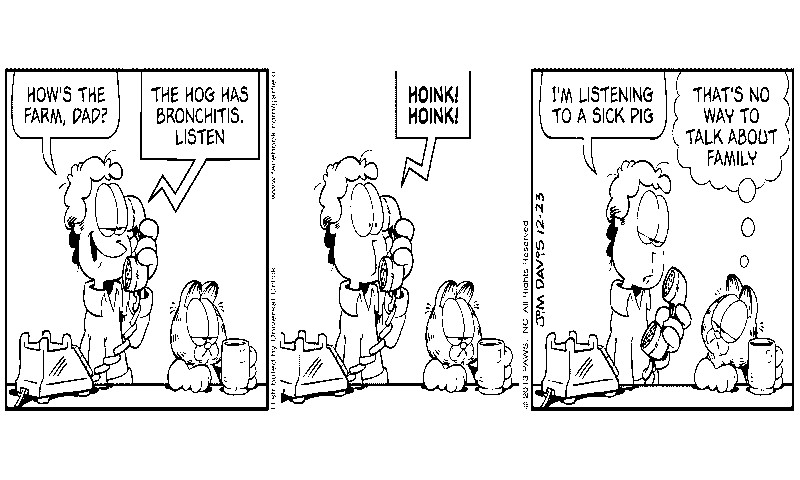 HOW'S THE
FARM, DAD?
THE HOG HAS
BRONCHITIS.
LISTEN
HOINK!
HOINK!
I'M LISTENING
TO A SICK PIG
THAT'S NO
WAY TO
TALK ABOUT
FAMILY
JPM DAVIS 12-23
© 2013 PAWS, INC. All Rights Reserved